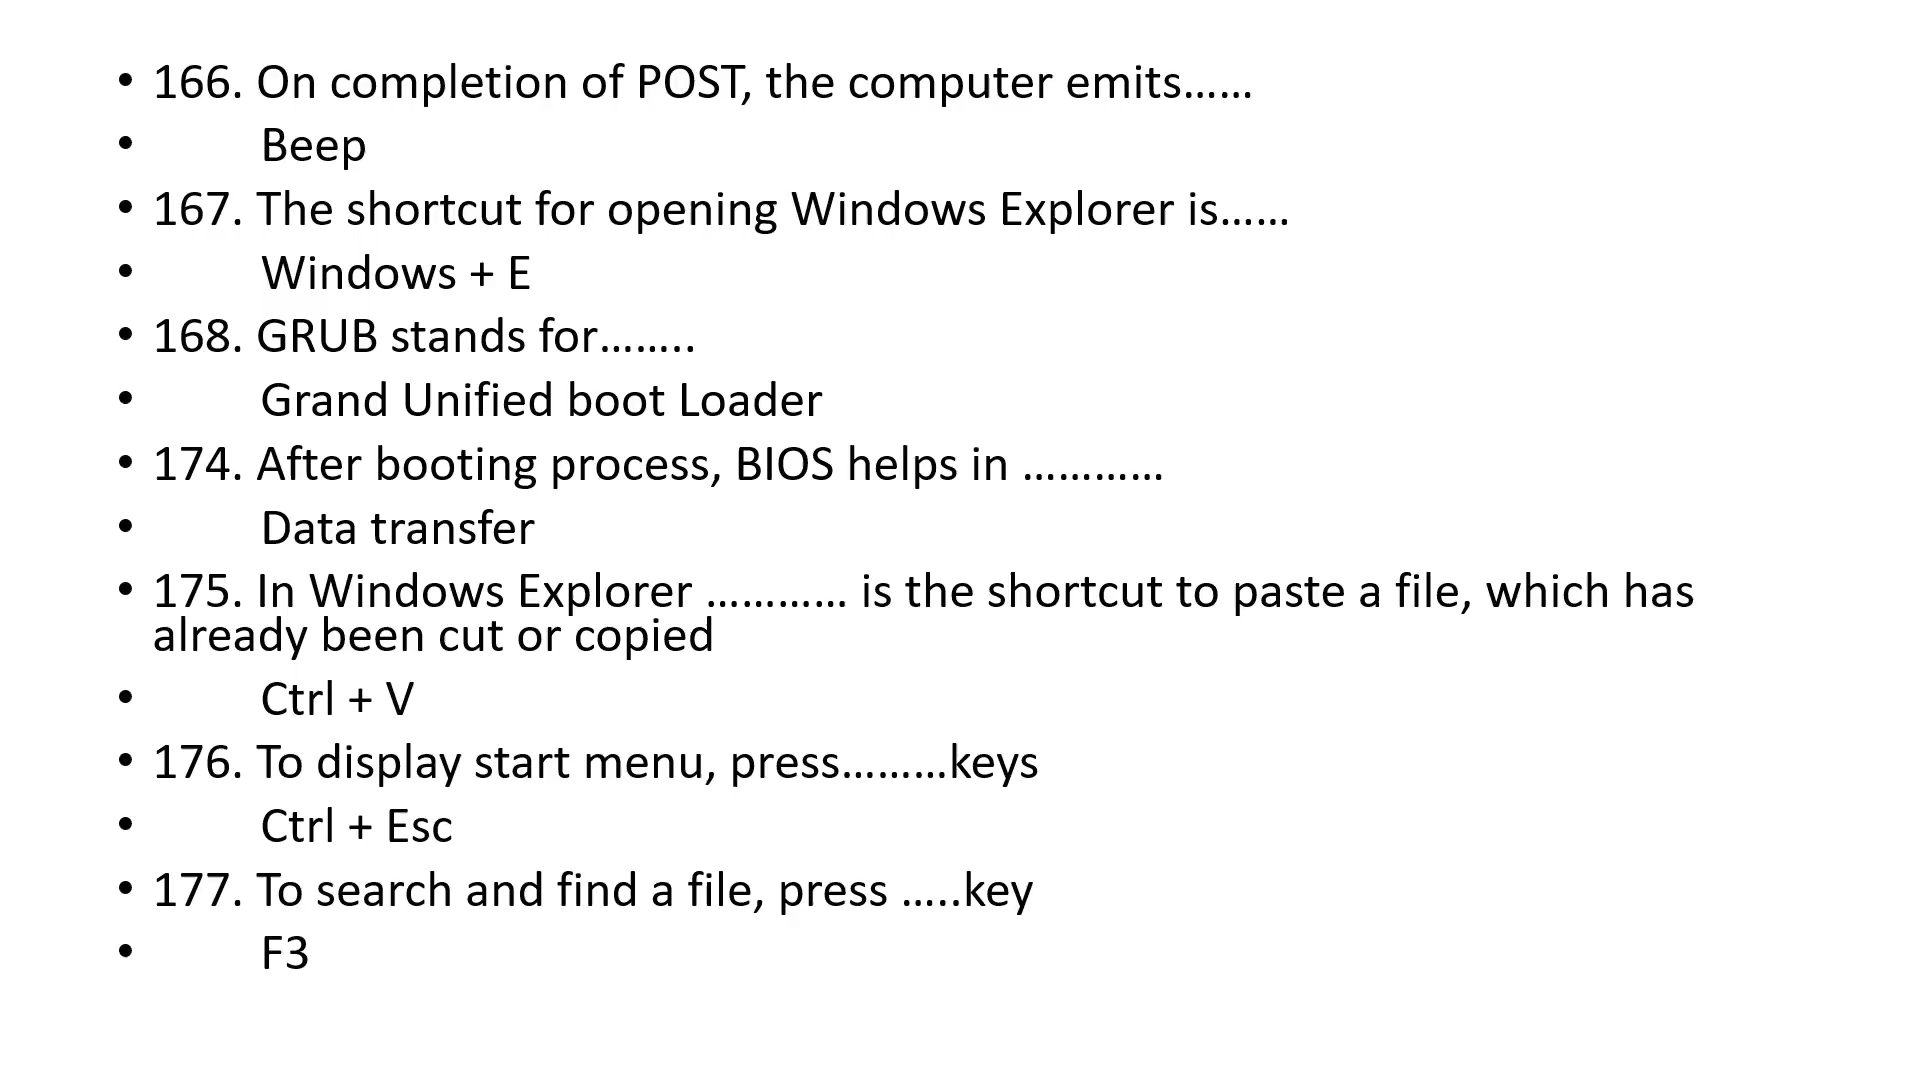 • 166. On completion of POST, the computer emits......
• Beep
• 167. The shortcut for opening Windows Explorer is......
• Windows + E
• 168. GRUB stands for........
• Grand Unified boot Loader
• 174. After booting process, BIOS helps in ............
• Data transfer
• 175. In Windows Explorer ............ is the shortcut to paste a file, which has
already been cut or copied
• Ctrl + V
• 176. To display start menu, press.........keys
• Ctrl + Esc
• 177. To search and find a file, press .....key
• F3